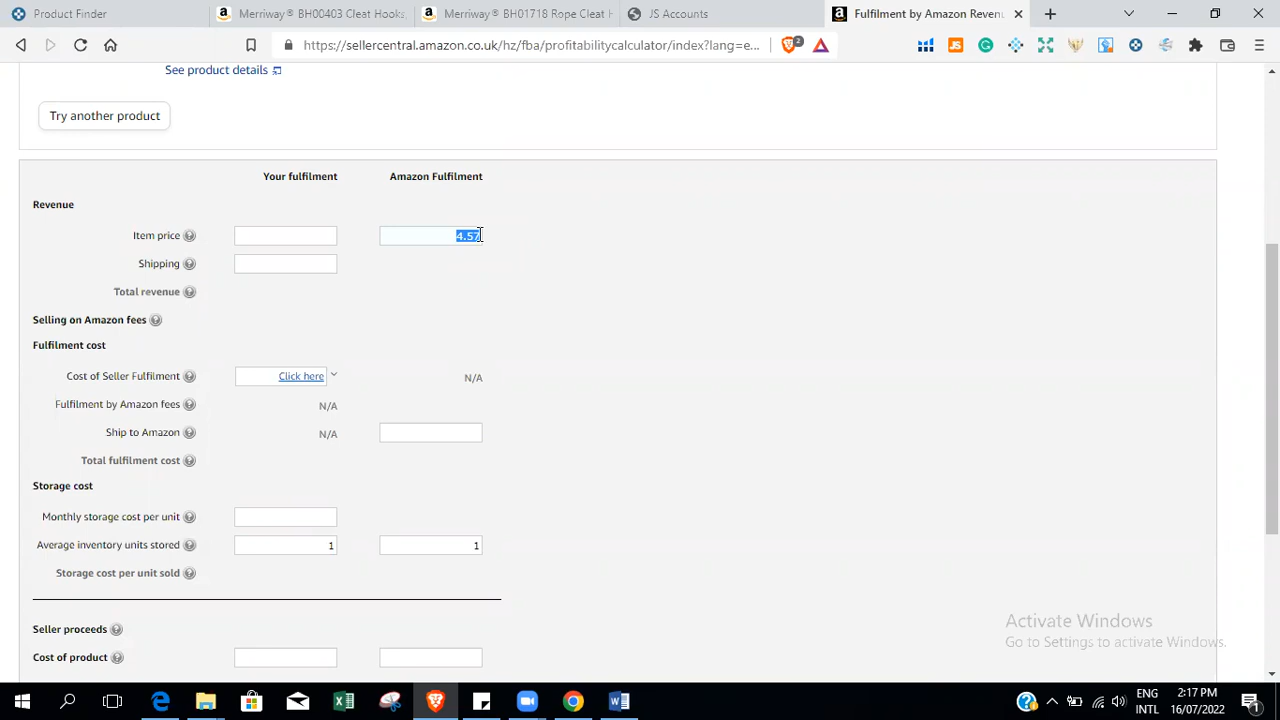 Product Finder
Merriway® BH00403 Cleat Hooks,
Merriway® BH01718 Rope Cleat H
JS Accounts
Fulfilment by Amazon Revenu
https://sellercentral.amazon.co.uk/hz/fba/profitabilitycalculator/index?lang=e...
2
See product details
Try another product
Your fulfilment Amazon Fulfilment
Revenue
Item price 4.57
Shipping
Total revenue
Selling on Amazon fees
Fulfilment cost
Cost of Seller Fulfilment Click here N/A
Fulfilment by Amazon fees N/A
Ship to Amazon N/A
Total fulfilment cost
Storage cost
Monthly storage cost per unit
Average inventory units stored 1 1
Storage cost per unit sold
Seller proceeds
Cost of product
Activate Windows
Go to Settings to activate Windows.
ENG
INTL
2:17 PM
16/07/2022
1